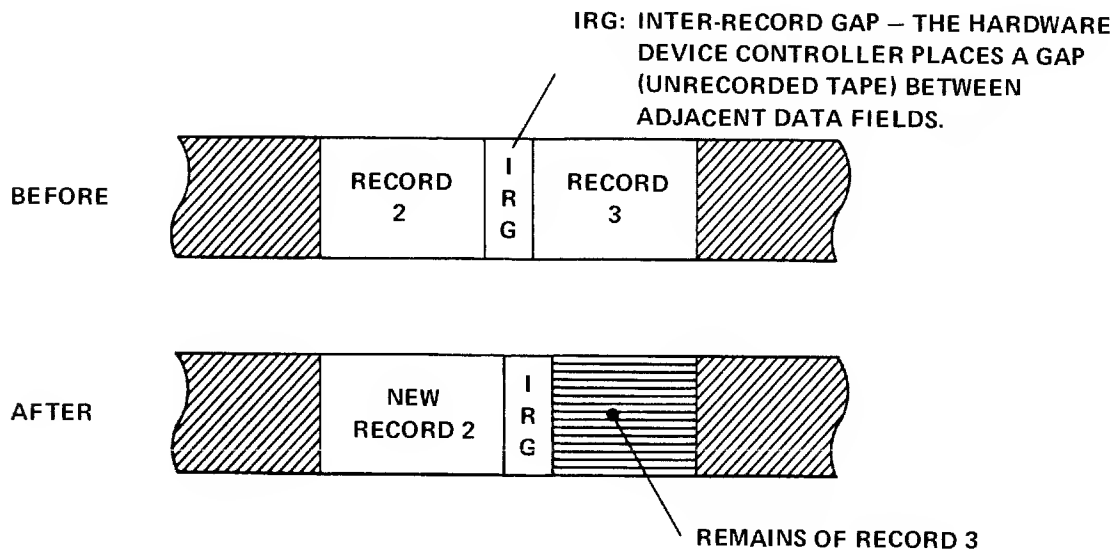 IRG: INTER-RECORD GAP — THE HARDWARE
DEVICE CONTROLLER PLACES A GAP
(UNRECORDED TAPE) BETWEEN
ADJACENT DATA FIELDS.
BEFORE
RECORD
2
I
R
G
RECORD
3
AFTER
NEW
RECORD 2
I
R
G
REMAINS OF RECORD 3